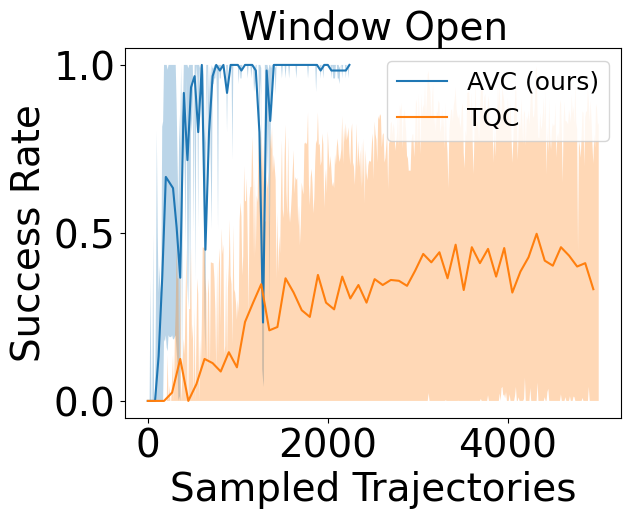 Window Open
AVC (ours)
TQC
1.0
0.5
0.0
Success Rate
0
2000
4000
Sampled Trajectories